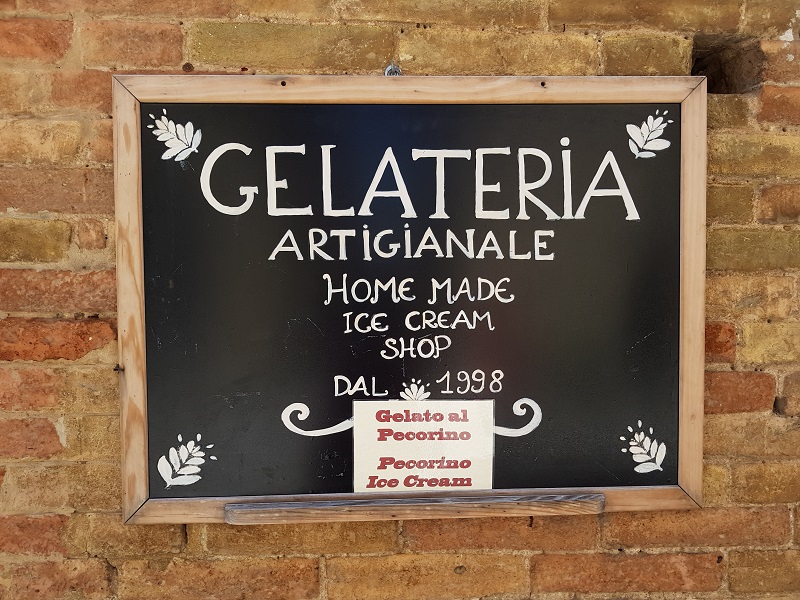 GELATERIA
ARTIGIANALE
HOME MADE
ICE CREAM
SHOP
DAL 1998
Gelato al
Pecorino
Pecorino
Ice Cream